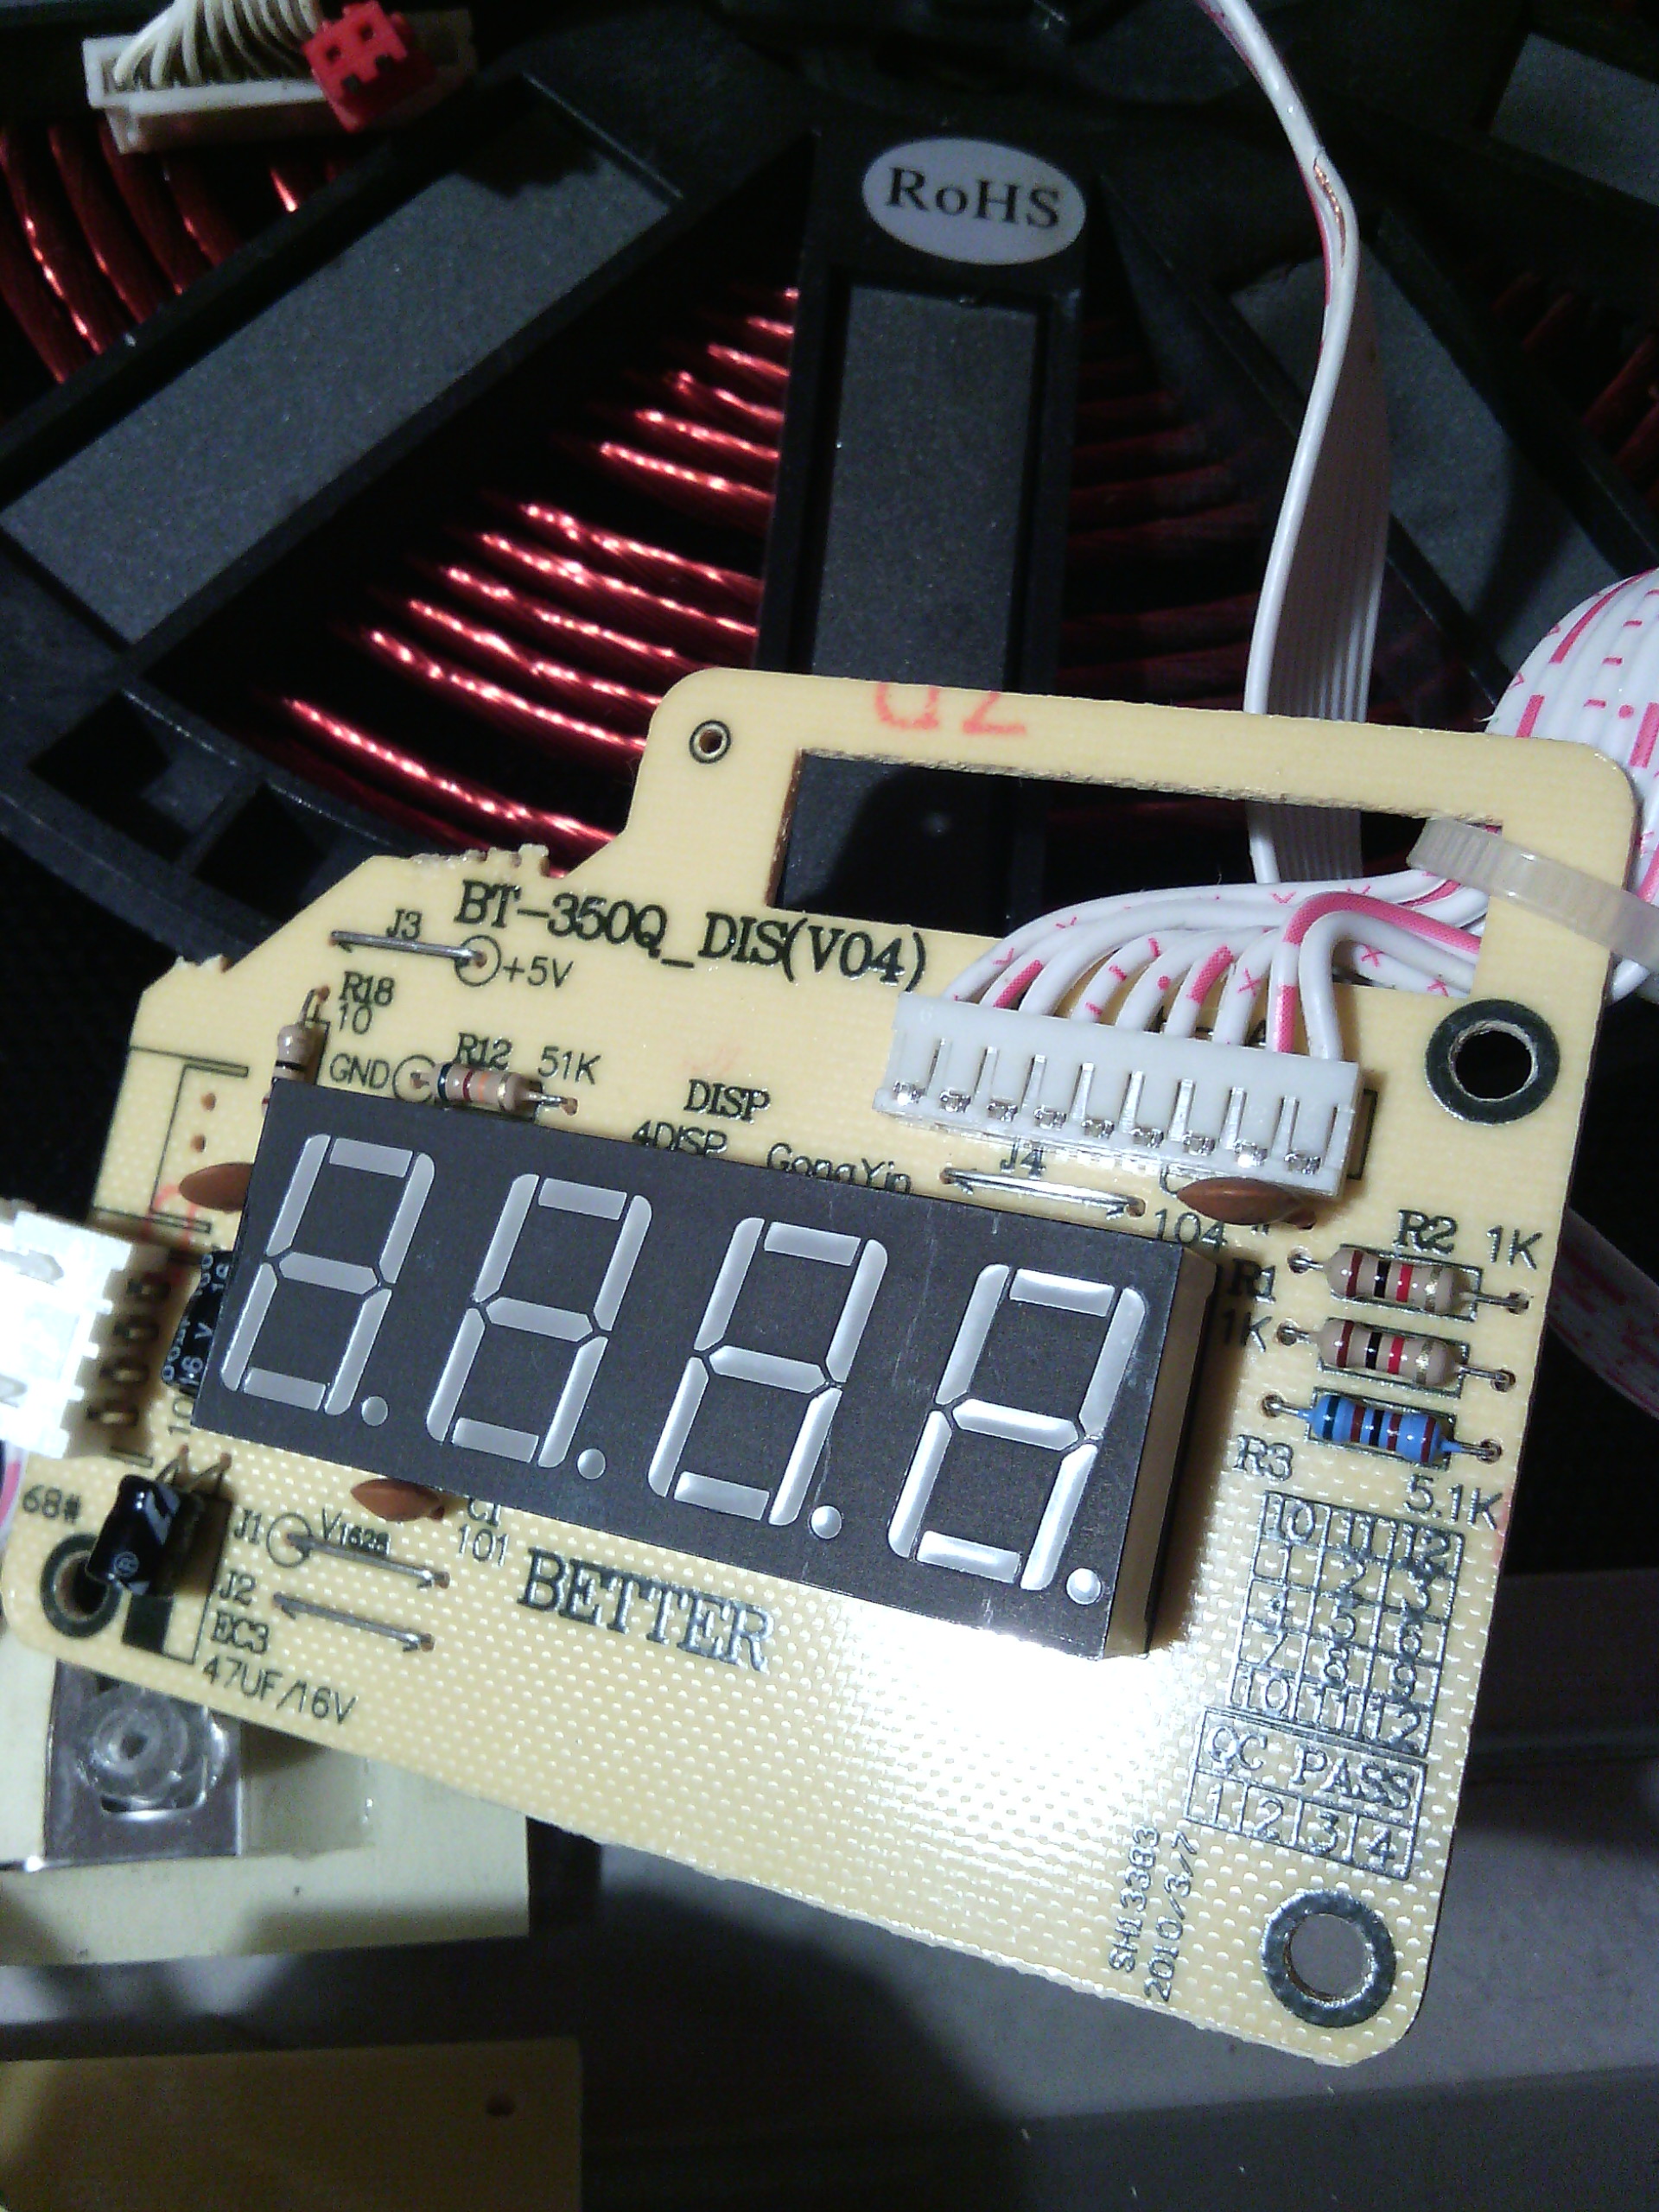 RoHS
BT-350Q_DIS(V04)
J3
+5V
R18
10
GND
R12 51K
DISP
4DISP GongYin
J4
104
R2 1K
R1
1K
R3
5.1K
68#
J1
V1628
C1
101
J2
EC3
47UF/16V
BETTER
10 11 12
1 2 3
4 5 6
7 8 9
10 11 12
QC PASS
1 2 3 4
SH13383
2010/3/7